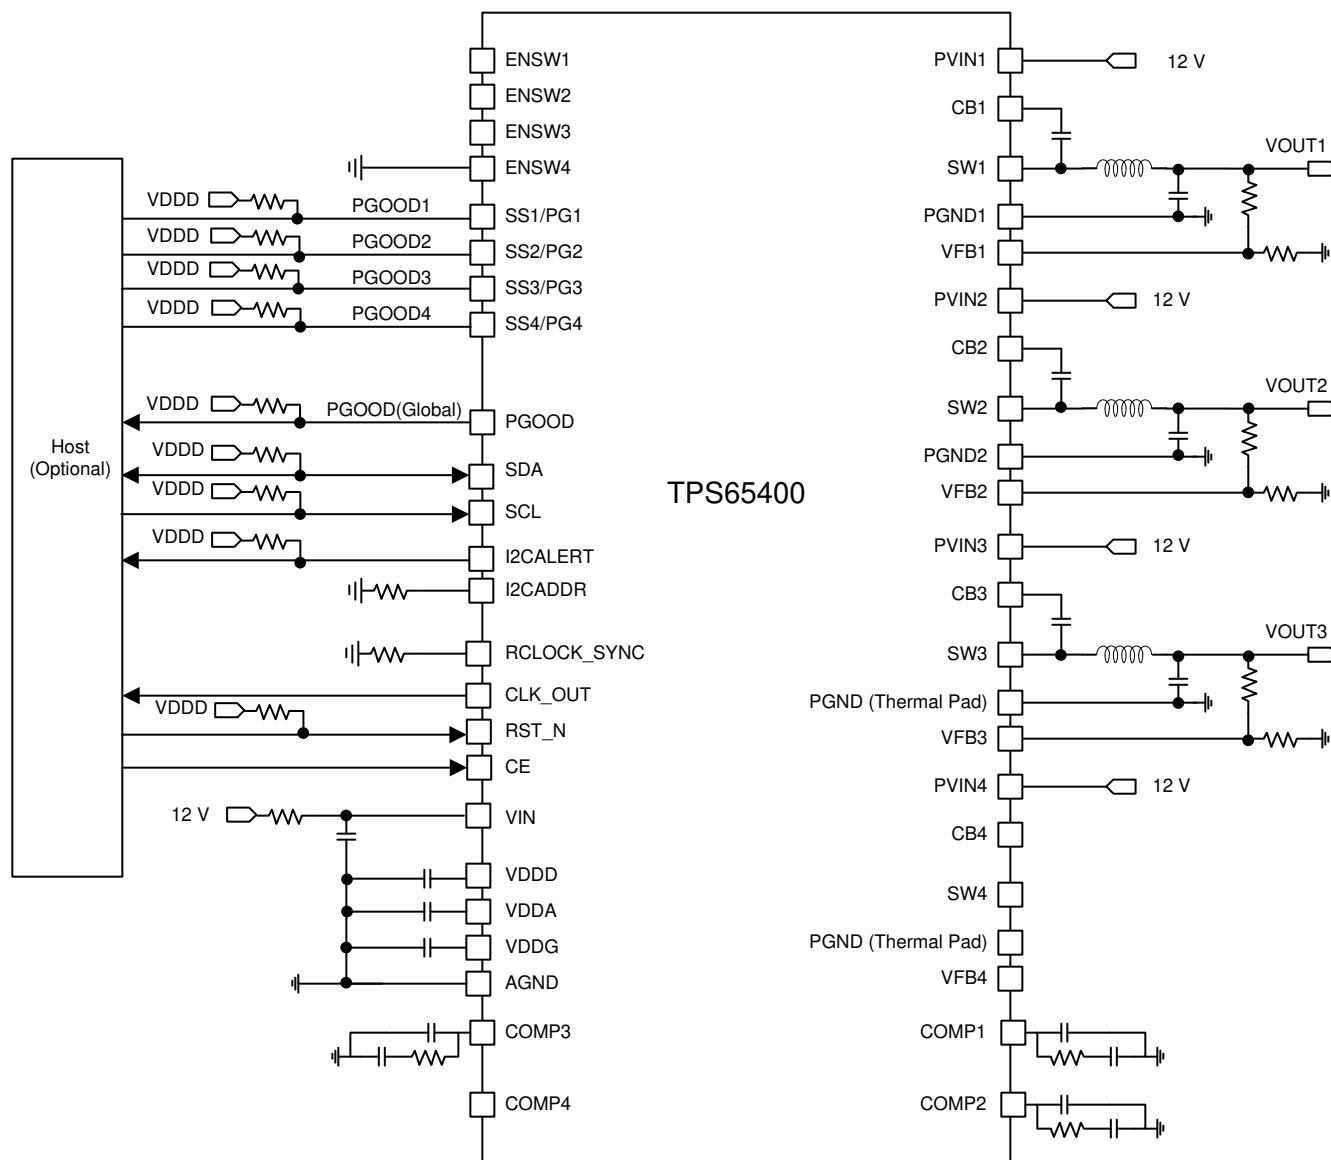 ENSW1
ENSW2
ENSW3
ENSW4
VDDD
PGOOD1
SS1/PG1
VDDD
PGOOD2
SS2/PG2
VDDD
PGOOD3
SS3/PG3
VDDD
PGOOD4
SS4/PG4
VDDD
PGOOD(Global)
PGOOD
Host
(Optional)
VDDD
SDA
VDDD
SCL
VDDD
I2CALERT
I2CADDR
RCLOCK_SYNC
CLK_OUT
VDDD
RST_N
CE
12 V
VIN
VDDD
VDDA
VDDG
AGND
COMP3
COMP4
TPS65400
PVIN1
12 V
CB1
VOUT1
SW1
PGND1
VFB1
PVIN2
12 V
CB2
VOUT2
SW2
PGND2
VFB2
PVIN3
12 V
CB3
VOUT3
SW3
PGND (Thermal Pad)
VFB3
PVIN4
12 V
CB4
SW4
PGND (Thermal Pad)
VFB4
COMP1
COMP2